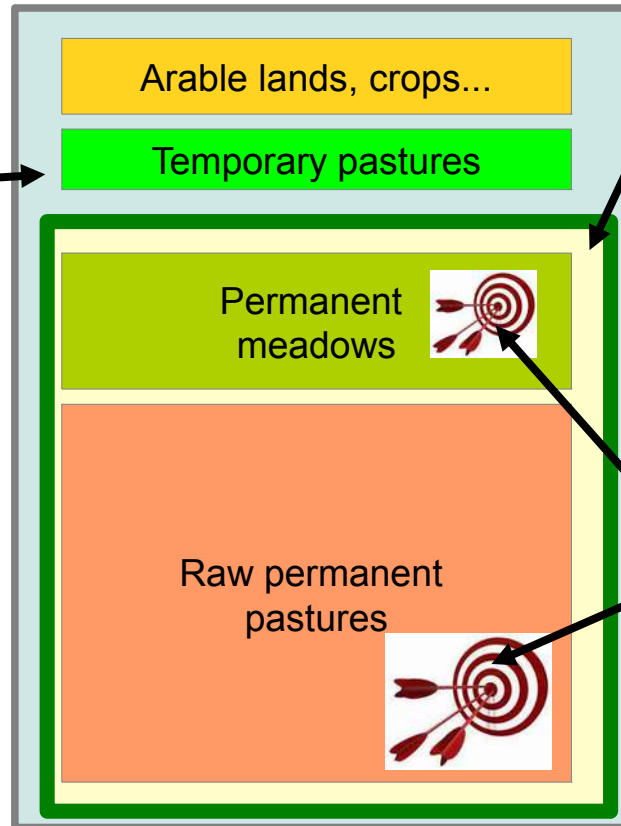 Arable lands, crops...
Temporary pastures
Permanent
meadows
Raw permanent
pastures